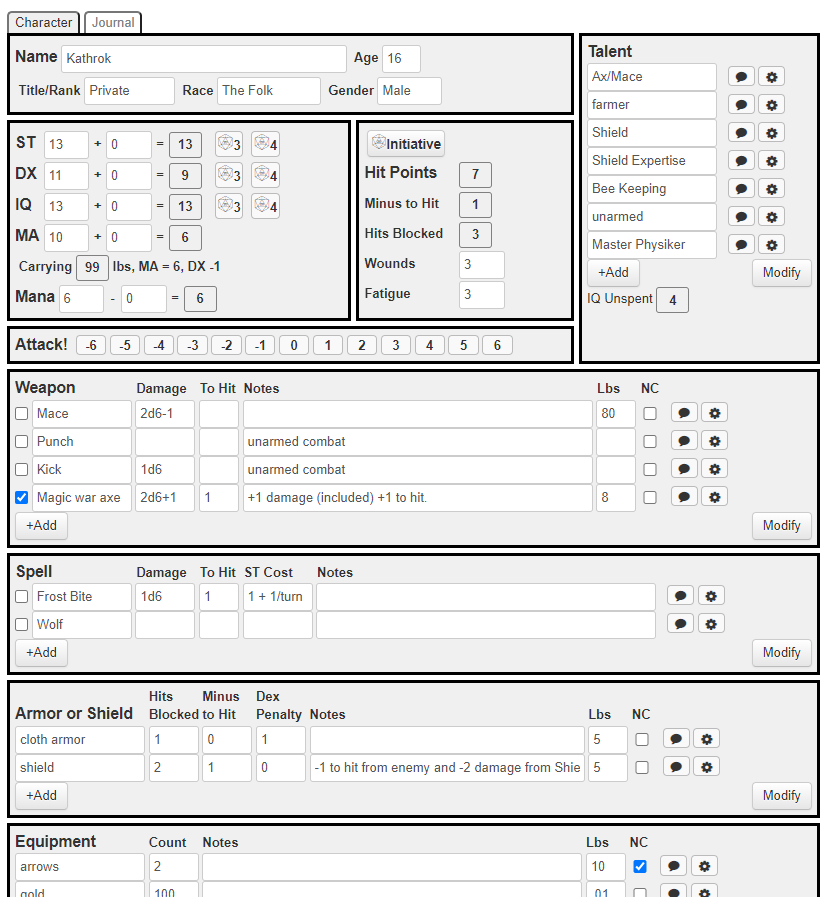 Character Journal
Name Kathrok Age 16
Title/Rank Private Race The Folk Gender Male
ST 13 + 0 = 13 3 4
DX 11 + 0 = 9 3 4
IQ 13 + 0 = 13 3 4
MA 10 + 0 = 6
Carrying 99 lbs, MA = 6, DX -1
Mana 6 - 0 = 6
Initiative
Hit Points 7
Minus to Hit 1
Hits Blocked 3
Wounds 3
Fatigue 3
Talent
Ax/Mace
farmer
Shield
Shield Expertise
Bee Keeping
unarmed
Master Physiker
+Add Modify
IQ Unspent 4
Attack! -6 -5 -4 -3 -2 -1 0 1 2 3 4 5 6
Weapon Damage To Hit Notes Lbs NC
Mace 2d6-1 80
Punch unarmed combat
Kick 1d6 unarmed combat
Magic war axe 2d6+1 1 +1 damage (included) +1 to hit. 8
+Add Modify
Spell Damage To Hit ST Cost Notes
Frost Bite 1d6 1 1 + 1/turn
Wolf
+Add Modify
Hits Minus Dex
Armor or Shield Blocked to Hit Penalty Notes Lbs NC
cloth armor 1 0 1 5
shield 2 1 0 -1 to hit from enemy and -2 damage from Shie 5
+Add Modify
Equipment Count Notes Lbs NC
arrows 2 10
gold 100 .01